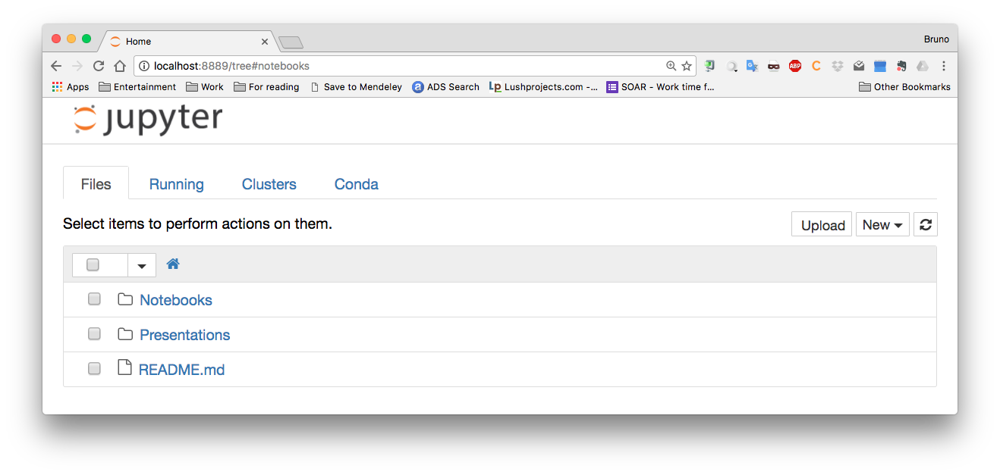 Home
Bruno
localhost:8889/tree#notebooks
ABP
Apps Entertainment Work For reading Save to Mendeley a ADS Search Lp Lushprojects.com -... SOAR - Work time f... Other Bookmarks
jupyter
Files Running Clusters Conda
Select items to perform actions on them. Upload New
Notebooks
Presentations
README.md